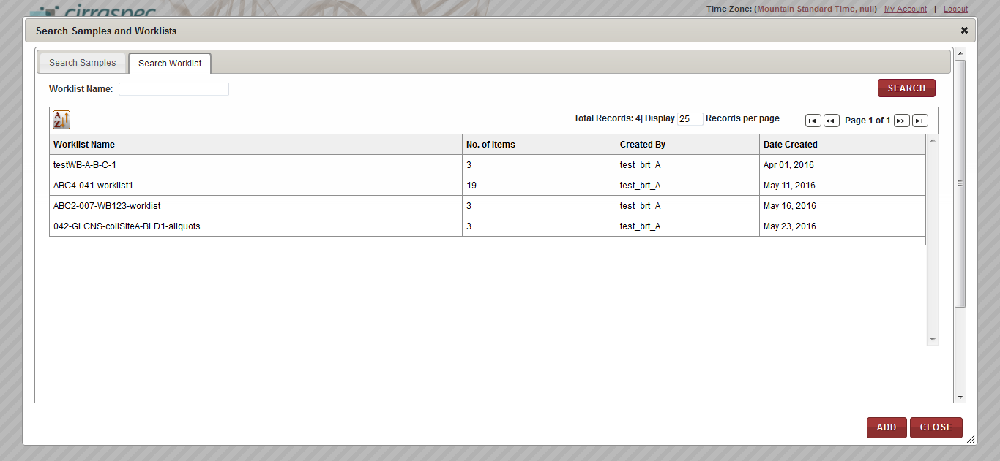 cirraspec
Time Zone: (Mountain Standard Time, null) My Account | Logout
Search Samples and Worklists
Search Samples Search Worklist
Worklist Name: SEARCH
A Z Total Records: 4| Display 25 Records per page Page 1 of 1
Worklist Name No. of Items Created By Date Created
testWB-A-B-C-1 3 test_brt_A Apr 01, 2016
ABC4-041-worklist1 19 test_brt_A May 11, 2016
ABC2-007-WB123-worklist 3 test_brt_A May 16, 2016
042-GLCNS-collSiteA-BLD1-aliquots 3 test_brt_A May 23, 2016
ADD CLOSE